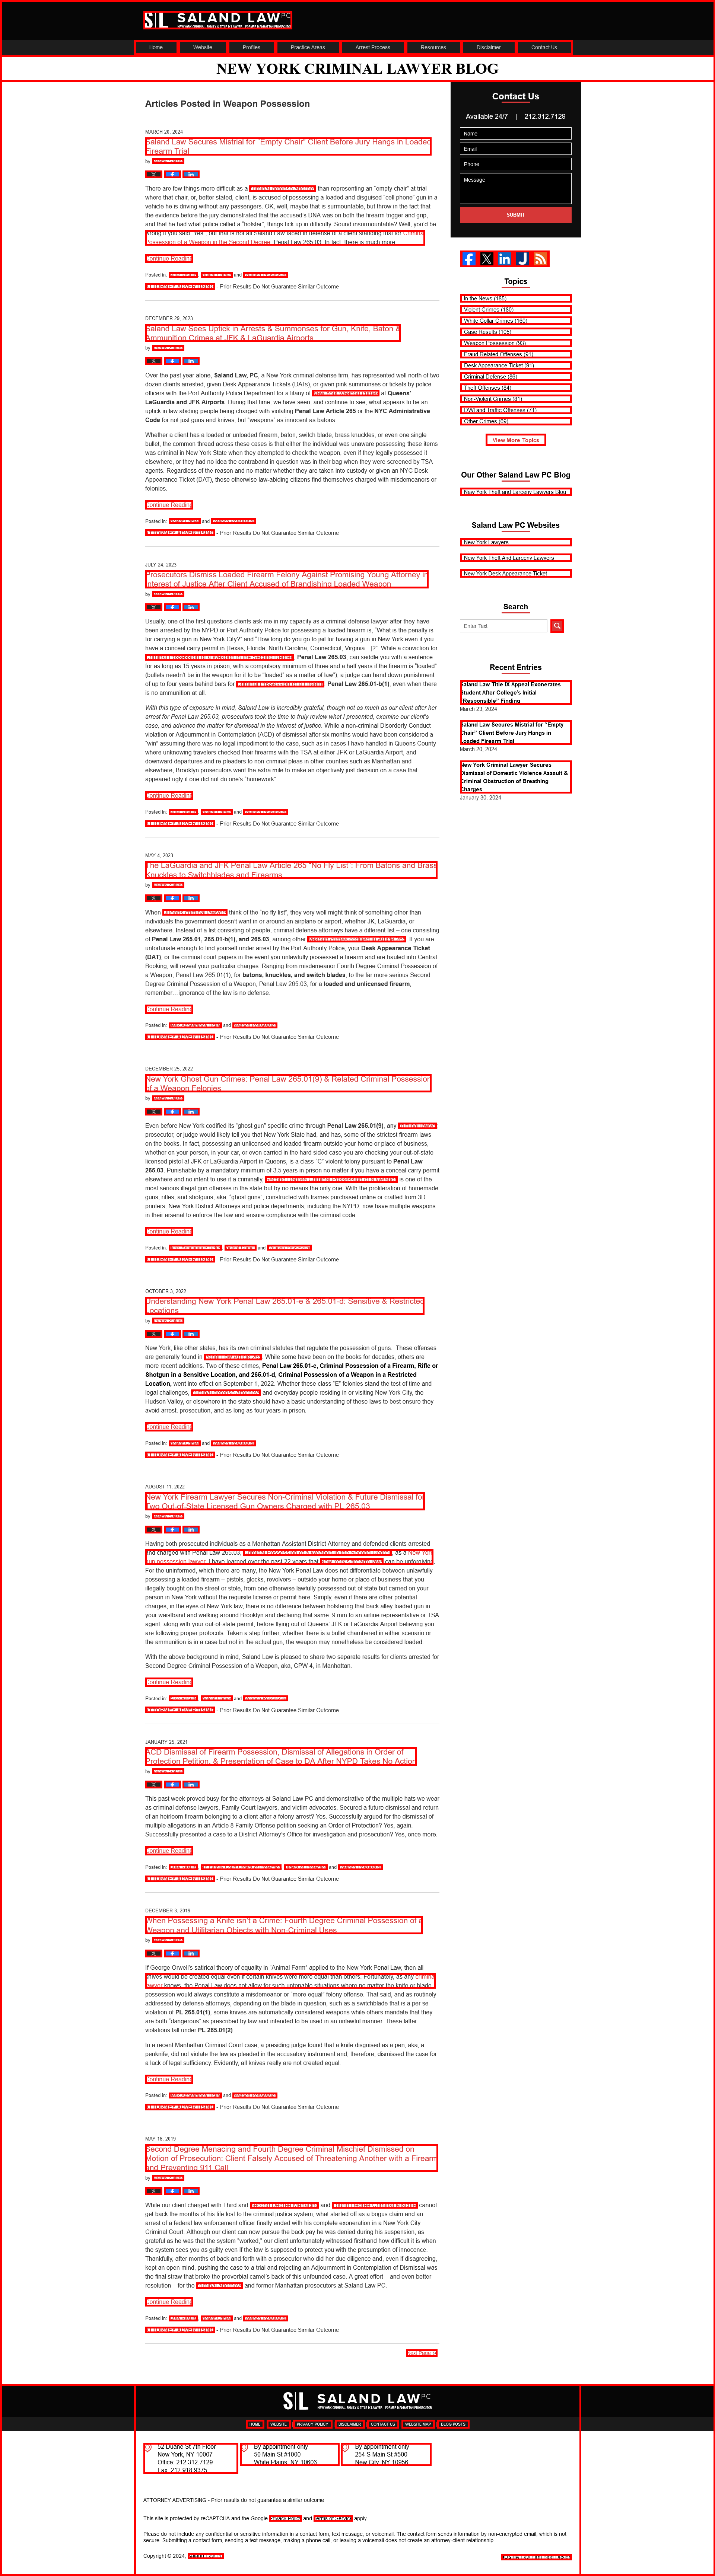 SALAND LAW PC
NEW YORK CRIMINAL, FAMILY & TITLE IX LAWYER - FORMER MANHATTAN PROSECUTOR
Home Website Profiles Practice Areas Arrest Process Resources Disclaimer Contact Us
NEW YORK CRIMINAL LAWYER BLOG
Articles Posted in Weapon Possession
MARCH 20, 2024
Saland Law Secures Mistrial for "Empty Chair" Client Before Jury Hangs in Loaded
Firearm Trial
by
There are few things more difficult as a than representing an "empty chair" at trial
where that chair, or, better stated, client, is accused of possessing a loaded and disguised "cell phone" gun in a
vehicle he is driving without any passengers. OK, well, maybe that is surmountable, but throw in the fact that
the evidence before the jury demonstrated that the accused's DNA was on both the firearm trigger and grip,
and that he had what police called a "holster", things tick up in difficulty. Sound insurmountable? Well, you'd be
wrong if you said "Yes", but that is not all Saland Law faced in defense of a client standing trial for Criminal
Possession of a Weapon in the Second Degree, Penal Law 265.03. In fact, there is much more.
Continue Reading
Posted in: and
ATTORNEY ADVERTISING - Prior Results Do Not Guarantee Similar Outcome
DECEMBER 29, 2023
Saland Law Sees Uptick in Arrests & Summonses for Gun, Knife, Baton &
Ammunition Crimes at JFK & LaGuardia Airports
by
Over the past year alone, Saland Law, PC, a New York criminal defense firm, has represented well north of two
dozen clients arrested, given Desk Appearance Tickets (DATs), or given pink summonses or tickets by police
officers with the Port Authority Police Department for a litany of at Queens'
LaGuardia and JFK Airports. During that time, we have seen, and continue to see, what appears to be an
uptick in law abiding people being charged with violating Penal Law Article 265 or the NYC Administrative
Code for not just guns and knives, but "weapons" as innocent as batons.
Whether a client has a loaded or unloaded firearm, baton, switch blade, brass knuckles, or even one single
bullet, the common thread across these cases is that either the individual was unaware possessing these items
was criminal in New York State when they attempted to check the weapon, even if they legally possessed it
elsewhere, or they had no idea the contraband in question was in their bag when they were screened by TSA
agents. Regardless of the reason and no matter whether they are taken into custody or given an NYC Desk
Appearance Ticket (DAT), these otherwise law-abiding citizens find themselves charged with misdemeanors or
felonies.
Continue Reading
Posted in: and
ATTORNEY ADVERTISING - Prior Results Do Not Guarantee Similar Outcome
JULY 24, 2023
Prosecutors Dismiss Loaded Firearm Felony Against Promising Young Attorney in
Interest of Justice After Client Accused of Brandishing Loaded Weapon
by
Usually, one of the first questions clients ask me in my capacity as a criminal defense lawyer after they have
been arrested by the NYPD or Port Authority Police for possessing a loaded firearm is, "What is the penalty is
for carrying a gun in New York City?" and "How long do you go to jail for having a gun in New York even if you
have a conceal carry permit in [Texas, Florida, North Carolina, Connecticut, Virginia...]?". While a conviction for
Penal Law 265.03, can saddle you with a sentence
for as long as 15 years in prison, with a compulsory minimum of three and a half years if the firearm is "loaded"
(bullets needn't be in the weapon for it to be "loaded" as a matter of law), a judge can hand down punishment
of up to four years behind bars for Penal Law 265.01-b(1), even when there
is no ammunition at all.
With this type of exposure in mind, Saland Law is incredibly grateful, though not as much as our client after her
arrest for Penal Law 265.03, prosecutors took the time to truly review what I presented, examine our client's
case, and advance the matter for dismissal in the interest of justice. While a non-criminal Disorderly Conduct
violation or Adjournment in Contemplation of Dismissal (ACD) of the offense after six months would have been considered a
"win" assuming there was no legal impediment to the case, such as in cases I have handled in Queens County
where unknowing travelers checked their firearms with the TSA at either JFK or LaGuardia Airport, and
downward departures and re-pleaders to non-criminal pleas in other counties such as Manhattan and
elsewhere, Brooklyn prosecutors went the extra mile to make an objectively just decision on a case that
appeared ugly if one did not do one's "homework".
Continue Reading
Posted in: and
ATTORNEY ADVERTISING - Prior Results Do Not Guarantee Similar Outcome
MAY 4, 2023
The LaGuardia and JFK Penal Law Article 265 "No Fly List": From Batons and Brass
Knuckles to Switchblades and Firearms
by
When think of the "no fly list", they very well might think of something other than
individuals the government doesn't want in or around an airplane or airport, whether JFK, LaGuardia, or
elsewhere. Instead of a list consisting of people, criminal defense attorneys have a different list – one consisting
of Penal Law 265.01, 265.01-b(1), and 265.03, among other . If you are
unfortunate enough to find yourself under arrest by the Port Authority Police, your Desk Appearance Ticket
(DAT), or the criminal court papers in the event you unlawfully possessed a firearm and are hauled into Central
Booking, will reveal your particular charges. Ranging from misdemeanor Fourth Degree Criminal Possession of
a Weapon, Penal Law 265.01(1), for batons, knuckles, and switch blades, to the far more serious Second
Degree Criminal Possession of a Weapon, Penal Law 265.03, for a loaded and unlicensed firearm,
remember...ignorance of the law is no defense.
Continue Reading
Posted in: and
ATTORNEY ADVERTISING - Prior Results Do Not Guarantee Similar Outcome
DECEMBER 25, 2022
New York Ghost Gun Crimes: Penal Law 265.01(9) & Related Criminal Possession
of a Weapon Felonies
by
Even before New York codified its "ghost gun" specific crime through Penal Law 265.01(9), any
prosecutor, or judge would likely tell you that New York State had, and has, some of the strictest firearm laws
on the books. In fact, possessing an unlicensed and loaded firearm outside your home or place of business,
whether on your person, in your car, or even carried in the hard sided case you are checking your out-of-state
licensed pistol at JFK or LaGuardia Airport in Queens, is a class "C" violent felony pursuant to Penal Law
265.03. Punishable by a mandatory minimum of 3.5 years in prison no matter if you have a conceal carry permit
elsewhere and no intent to use it a criminally, is one of the
most serious illegal gun offenses in the state but by no means the only one. With the proliferation of homemade
guns, rifles, and shotguns, aka, "ghost guns", constructed with frames purchased online or crafted from 3D
printers, New York District Attorneys and police departments, including the NYPD, now have multiple weapons
in their arsenal to enforce the law and ensure compliance with the criminal code.
Continue Reading
Posted in: and
ATTORNEY ADVERTISING - Prior Results Do Not Guarantee Similar Outcome
OCTOBER 3, 2022
Understanding New York Penal Law 265.01-e & 265.01-d: Sensitive & Restricted
Locations
by
New York, like other states, has its own criminal statutes that regulate the possession of guns. These offenses
are generally found in . While some have been on the books for decades, others are
more recent additions. Two of these crimes, Penal Law 265.01-e, Criminal Possession of a Firearm, Rifle or
Shotgun in a Sensitive Location, and 265.01-d, Criminal Possession of a Weapon in a Restricted
Location, went into effect on September 1, 2022. Whether these class "E" felonies stand the test of time and
legal challenges, and everyday people residing in or visiting New York City, the
Hudson Valley, or elsewhere in the state should have a basic understanding of these laws to best ensure they
avoid arrest, prosecution, and as long as four years in prison.
Continue Reading
Posted in: and
ATTORNEY ADVERTISING - Prior Results Do Not Guarantee Similar Outcome
AUGUST 11, 2022
New York Firearm Lawyer Secures Non-Criminal Violation & Future Dismissal for
Two Out-of-State Licensed Gun Owners Charged with PL 265.03
by
Having both prosecuted individuals as a Manhattan Assistant District Attorney and defended clients arrested
and charged with Penal Law 265.03, as a New York
gun possession lawyer, I have learned over the past 22 years that can be unforgiving.
For the uninformed, which there are many, the New York Penal Law does not differentiate between unlawfully
possessing a loaded firearm – pistols, glocks, revolvers – outside your home or place of business that you
illegally bought on the street or stole, from one otherwise lawfully possessed out of state but carried on your
person in New York without the requisite license or permit here. Simply, even if there are other potential
charges, in the eyes of New York law, there is no difference between holstering that back alley loaded gun in
your waistband and walking around Brooklyn and declaring that same .9 mm to an airline representative or TSA
agent, along with your out-of-state permit, before flying out of Queens' JFK or LaGuardia Airport believing you
are following proper protocols. Taken a step further, whether there is a bullet chambered in either scenario or
the ammunition is in a case but not in the actual gun, the weapon may nonetheless be considered loaded.
With the above background in mind, Saland Law is pleased to share two separate results for clients arrested for
Second Degree Criminal Possession of a Weapon, aka, CPW 4, in Manhattan.
Continue Reading
Posted in: and
ATTORNEY ADVERTISING - Prior Results Do Not Guarantee Similar Outcome
JANUARY 25, 2021
ACD Dismissal of Firearm Possession, Dismissal of Allegations in Order of
Protection Petition, & Presentation of Case to DA After NYPD Takes No Action
by
This past week proved busy for the attorneys at Saland Law PC and demonstrative of the multiple hats we wear
as criminal defense lawyers, Family Court lawyers, and victim advocates. Secured a future dismissal and return
of an heirloom firearm belonging to a client after a felony arrest? Yes. Successfully argued for the dismissal of
multiple allegations in an Article 8 Family Offense petition seeking an Order of Protection? Yes, again.
Successfully presented a case to a District Attorney's Office for investigation and prosecution? Yes, once more.
Continue Reading
Posted in: and
ATTORNEY ADVERTISING - Prior Results Do Not Guarantee Similar Outcome
DECEMBER 3, 2019
When Possessing a Knife isn't a Crime: Fourth Degree Criminal Possession of a
Weapon and Utilitarian Objects with Non-Criminal Uses
by
If George Orwell's satirical theory of equality in "Animal Farm" applied to the New York Penal Law, then all
knives would be created equal even if certain knives were more equal than others. Fortunately, as any criminal
lawyer knows, the Penal Law does not allow for such untenable situations where no matter the knife or blade,
possession would always constitute a misdemeanor or "more equal" felony offense. That said, and as routinely
addressed by defense attorneys, depending on the blade in question, such as a switchblade that is a per se
violation of PL 265.01(1), some knives are automatically considered weapons while others mandate that they
are both "dangerous" as prescribed by law and intended to be used in an unlawful manner. These latter
violations fall under PL 265.01(2).
In a recent Manhattan Criminal Court case, a presiding judge found that a knife disguised as a pen, aka, a
penknife, did not violate the law as pleaded in the accusatory instrument and, therefore, dismissed the case for
a lack of legal sufficiency. Evidently, all knives really are not created equal.
Continue Reading
Posted in: and
ATTORNEY ADVERTISING - Prior Results Do Not Guarantee Similar Outcome
MAY 16, 2019
Second Degree Menacing and Fourth Degree Criminal Mischief Dismissed on
Motion of Prosecution: Client Falsely Accused of Threatening Another with a Firearm
and Preventing 911 Call
by
While our client charged with Third and and cannot
get back the months of his life lost to the criminal justice system, what started off as a bogus claim and an
arrest of a federal law enforcement officer finally ended with his complete exoneration in a New York City
Criminal Court. Although our client can now pursue the back pay he was denied during his suspension, as
grateful as he was that the system "worked," our client unfortunately witnessed firsthand how difficult it is when
the system sees you as guilty even if the law is supposed to protect you with the presumption of innocence.
Thankfully, after months of back and forth with a prosecutor who did her due diligence and, even if disagreeing,
kept an open mind, pushing the case to a trial and rejecting an Adjournment in Contemplation of Dismissal was
the final straw that broke the proverbial camel's back of this unfounded case. A great effort – and even better
resolution – for the and former Manhattan prosecutors at Saland Law PC.
Continue Reading
Posted in: and
ATTORNEY ADVERTISING - Prior Results Do Not Guarantee Similar Outcome
Contact Us
Available 24/7 | 212.312.7129
Name
Email
Phone
Message
SUBMIT
Topics
In the News (185)
Violent Crimes (180)
White Collar Crimes (160)
Case Results (105)
Weapon Possession (93)
Fraud Related Offenses (91)
Desk Appearance Ticket (91)
Criminal Defense (86)
Theft Offenses (84)
Non-Violent Crimes (81)
DWI and Traffic Offenses (71)
Other Crimes (69)
View More Topics
Our Other Saland Law PC Blog
New York Theft and Larceny Lawyers Blog
Saland Law PC Websites
New York Lawyers
New York Theft And Larceny Lawyers
New York Desk Appearance Ticket
Search
Enter Text
Recent Entries
Saland Law Title IX Appeal Exonerates
Student After College's Initial
"Responsible" Finding
March 23, 2024
Saland Law Secures Mistrial for "Empty
Chair" Client Before Jury Hangs in
Loaded Firearm Trial
March 20, 2024
New York Criminal Lawyer Secures
Dismissal of Domestic Violence Assault &
Criminal Obstruction of Breathing
Charges
January 30, 2024
SALAND LAW PC
NEW YORK CRIMINAL, FAMILY & TITLE IX LAWYER - FORMER MANHATTAN PROSECUTOR
HOME WEBSITE PRIVACY POLICY DISCLAIMER CONTACT US WEBSITE MAP BLOG POSTS
52 Duane St 7th Floor
New York, NY 10007
Office: 212.312.7129
Fax: 212.918.9375
By appointment only
50 Main St #1000
White Plains, NY 10606
By appointment only
254 S Main St #500
New City, NY 10956
ATTORNEY ADVERTISING - Prior results do not guarantee a similar outcome
This site is protected by reCAPTCHA and the Google and apply.
Please do not include any confidential or sensitive information in a contact form, text message, or voicemail. The contact form sends information by non-encrypted email, which is not
secure. Submitting a contact form, sending a text message, making a phone call, or leaving a voicemail does not create an attorney-client relationship.
Copyright © 2024,